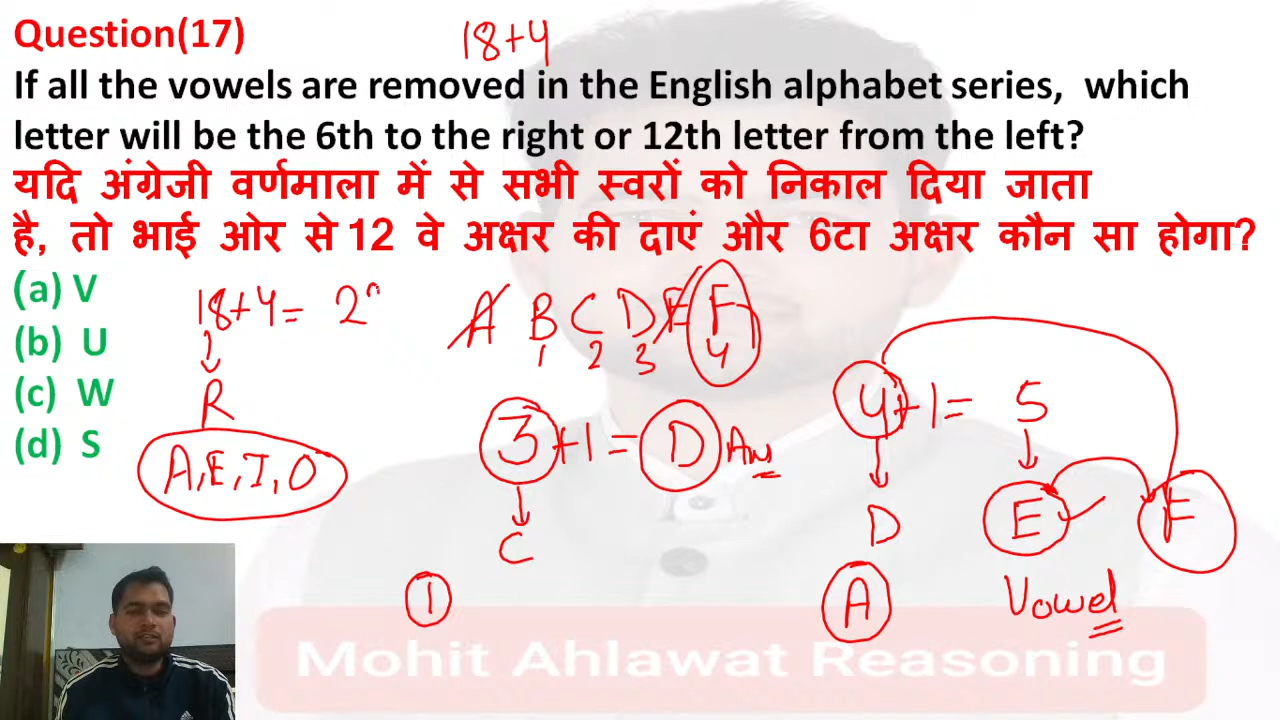 Question(17)
18+4
If all the vowels are removed in the English alphabet series, which
letter will be the 6th to the right or 12th letter from the left?
यदि अंग्रेजी वर्णमाला में से सभी स्वरों को निकाल दिया जाता
है, तो भाई ओर से 12 वे अक्षर की दाएं और 6टा अक्षर कौन सा होगा?
(a) V
(b) U
(c) W
(d) S
18+4= 2
R
A,E,I,O
A B C D E F
1 2 3 4
3+1= D Ans
C
1
4+1= 5
D E F
A Vowel
Mohit Ahlawat Reasoning